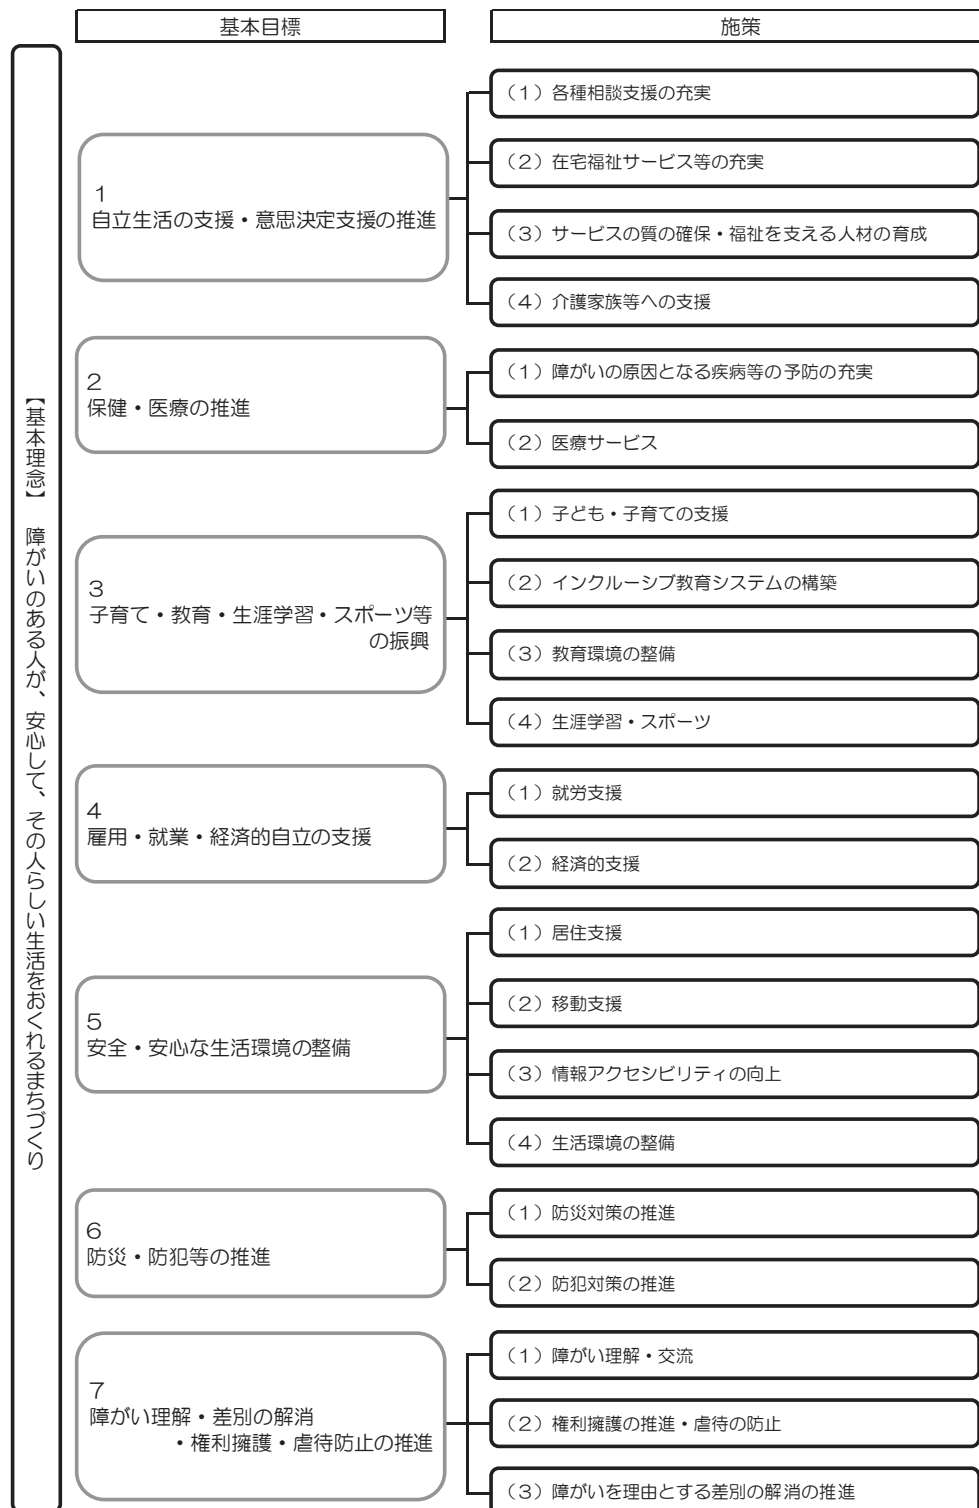 基本目標
施策
【基本理念】　障がいのある人が、安心して、その人らしい生活をおくれるまちづくり
1
自立生活の支援・意思決定支援の推進
（1）各種相談支援の充実
（2）在宅福祉サービス等の充実
（3）サービスの質の確保・福祉を支える人材の育成
（4）介護家族等への支援
2
保健・医療の推進
（1）障がいの原因となる疾病等の予防の充実
（2）医療サービス
3
子育て・教育・生涯学習・スポーツ等
の振興
（1）子ども・子育ての支援
（2）インクルーシブ教育システムの構築
（3）教育環境の整備
（4）生涯学習・スポーツ
4
雇用・就業・経済的自立の支援
（1）就労支援
（2）経済的支援
5
安全・安心な生活環境の整備
（1）居住支援
（2）移動支援
（3）情報アクセシビリティの向上
（4）生活環境の整備
6
防災・防犯等の推進
（1）防災対策の推進
（2）防犯対策の推進
7
障がい理解・差別の解消
・権利擁護・虐待防止の推進
（1）障がい理解・交流
（2）権利擁護の推進・虐待の防止
（3）障がいを理由とする差別の解消の推進